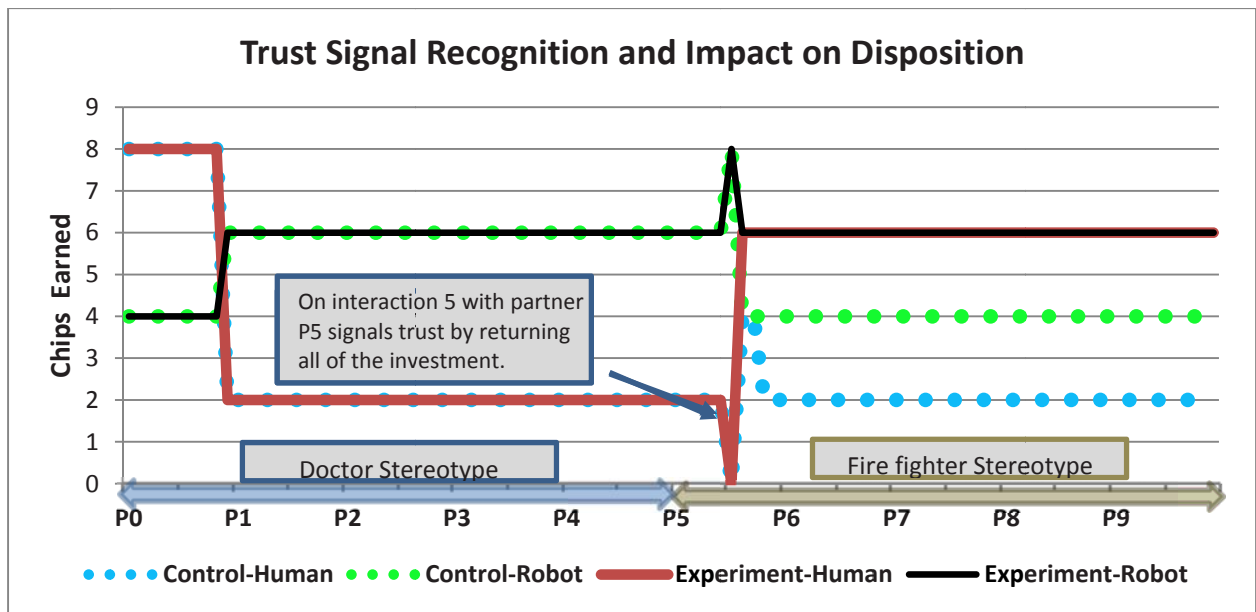 Trust Signal Recognition and Impact on Disposition
Chips Earned
9
8
7
6
5
4
3
2
1
0
On interaction 5 with partner
P5 signals trust by returning
all of the investment.
Doctor Stereotype
Fire fighter Stereotype
P0 P1 P2 P3 P4 P5 P6 P7 P8 P9
Control-Human Control-Robot Experiment-Human Experiment-Robot